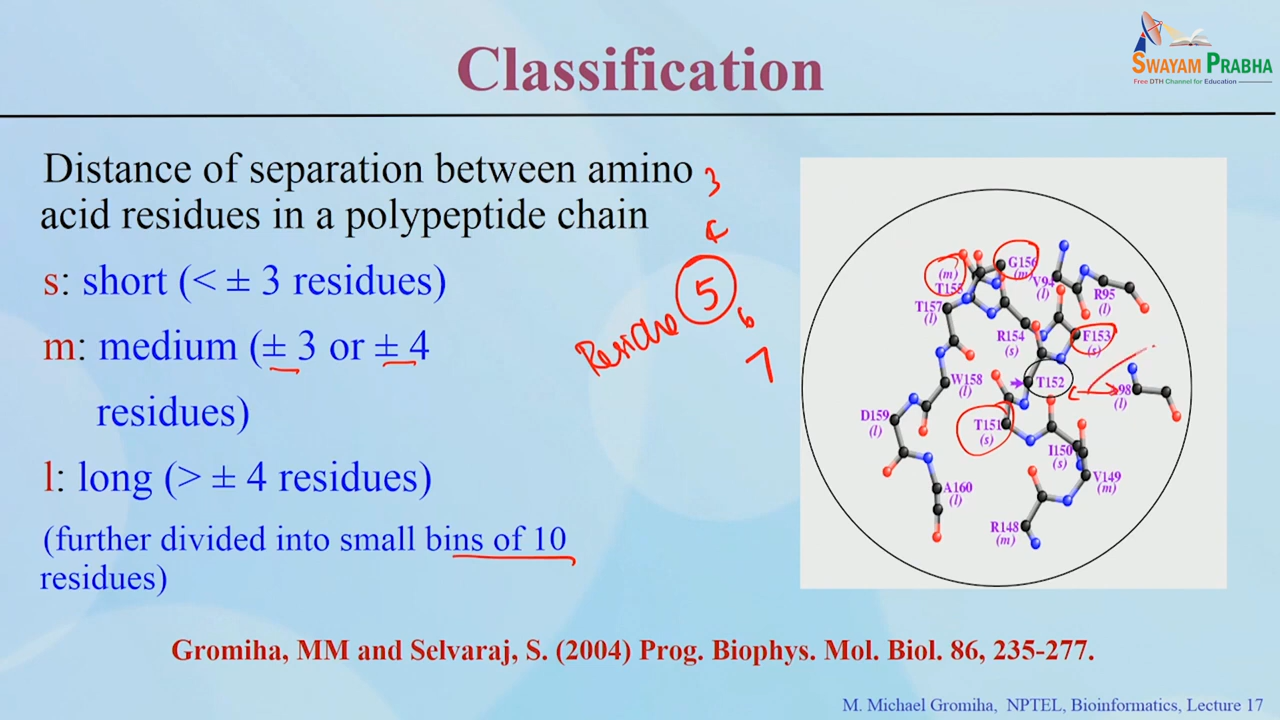 Classification
SWAYAM PRABHA
Free DTH Channel for Education
Distance of separation between amino
acid residues in a polypeptide chain
s: short (< ± 3 residues)
m: medium (± 3 or ± 4
residues)
l: long (> ± 4 residues)
(further divided into small bins of 10
residues)
3
Residue 5
6
7
G156
(m)
(m)
T155
V94
(l)
R95
(l)
T157
(l)
R154
(s)
F153
(s)
W158
(l)
T152
(l)
D159
(l)
T151
(s)
I150
(s)
V149
(m)
A160
(l)
R148
(m)
Gromiha, MM and Selvaraj, S. (2004) Prog. Biophys. Mol. Biol. 86, 235-277.
M. Michael Gromiha, NPTEL, Bioinformatics, Lecture 17